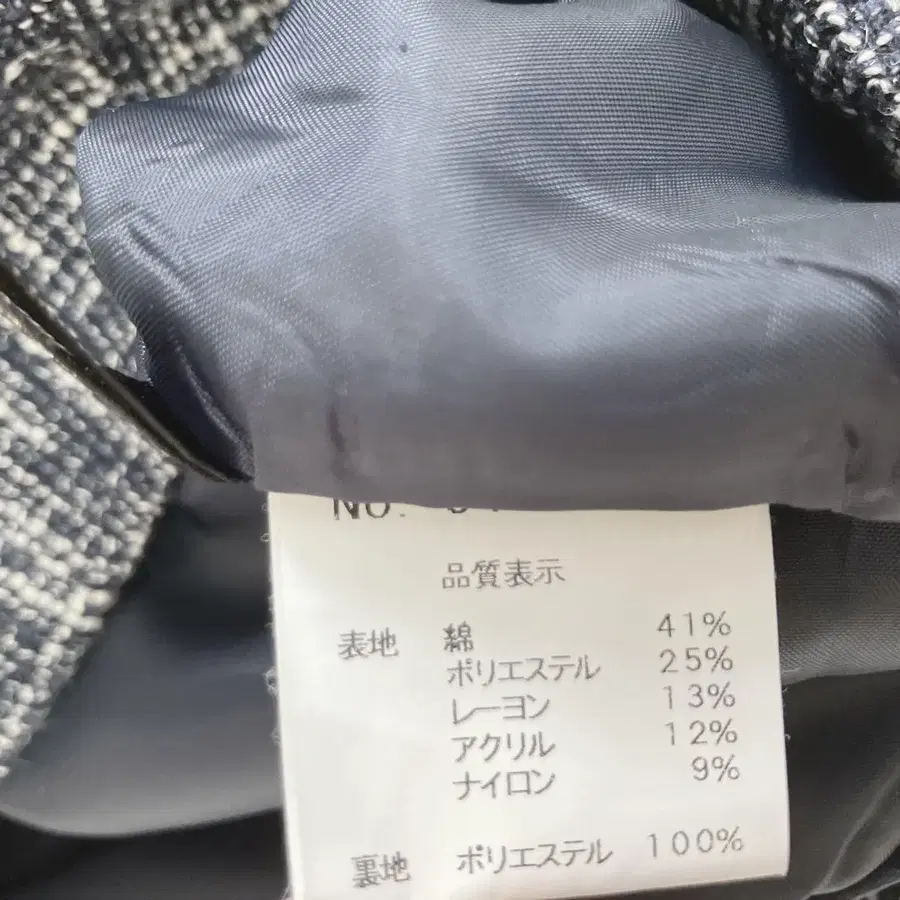 No.
品質表示
表地 綿 41%
ポリエステル 25%
レーヨン 13%
アクリル 12%
ナイロン 9%
裏地 ポリエステル 100%